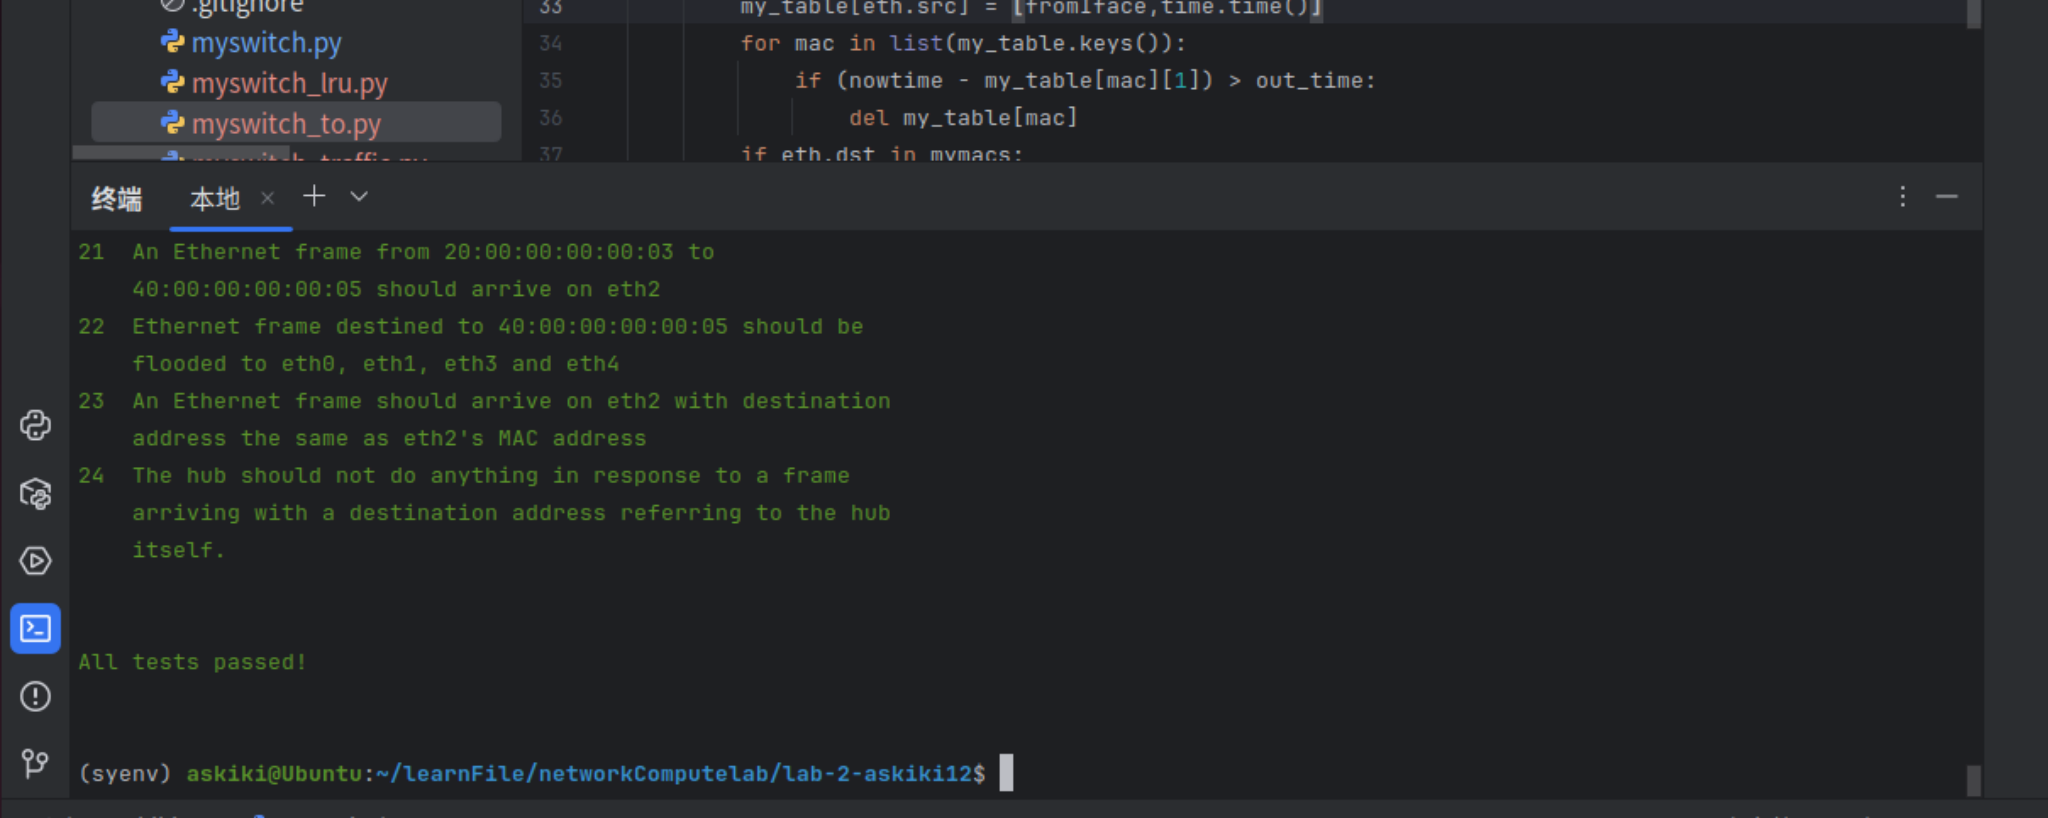 .gitignore
myswitch.py
myswitch_lru.py
myswitch_to.py
myswitch_traffic.py
33 my_table[eth.src] = [fromIface,time.time()]
34 for mac in list(my_table.keys()):
35 if (nowtime - my_table[mac][1]) > out_time:
36 del my_table[mac]
37 if eth.dst in mymacs:
终端 本地
21 An Ethernet frame from 20:00:00:00:00:03 to
40:00:00:00:00:05 should arrive on eth2
22 Ethernet frame destined to 40:00:00:00:00:05 should be
flooded to eth0, eth1, eth3 and eth4
23 An Ethernet frame should arrive on eth2 with destination
address the same as eth2's MAC address
24 The hub should not do anything in response to a frame
arriving with a destination address referring to the hub
itself.
All tests passed!
(syenv) askiki@Ubuntu:~/learnFile/networkComputelab/lab-2-askiki12$